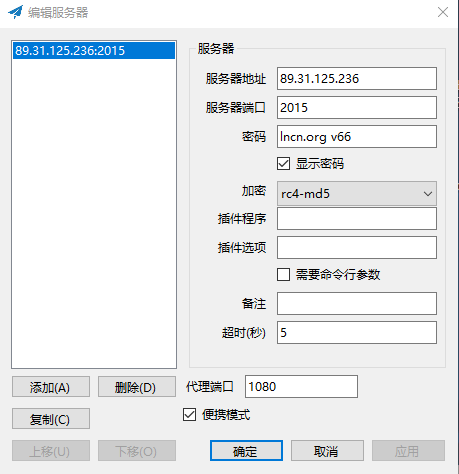 编辑服务器
89.31.125.236:2015
服务器
服务器地址 89.31.125.236
服务器端口 2015
密码 lncn.org v66
显示密码
加密 rc4-md5
插件程序
插件选项
需要命令行参数
备注
超时(秒) 5
添加(A) 删除(D) 代理端口 1080
复制(C) 便携模式
上移(U) 下移(O) 确定 取消 应用